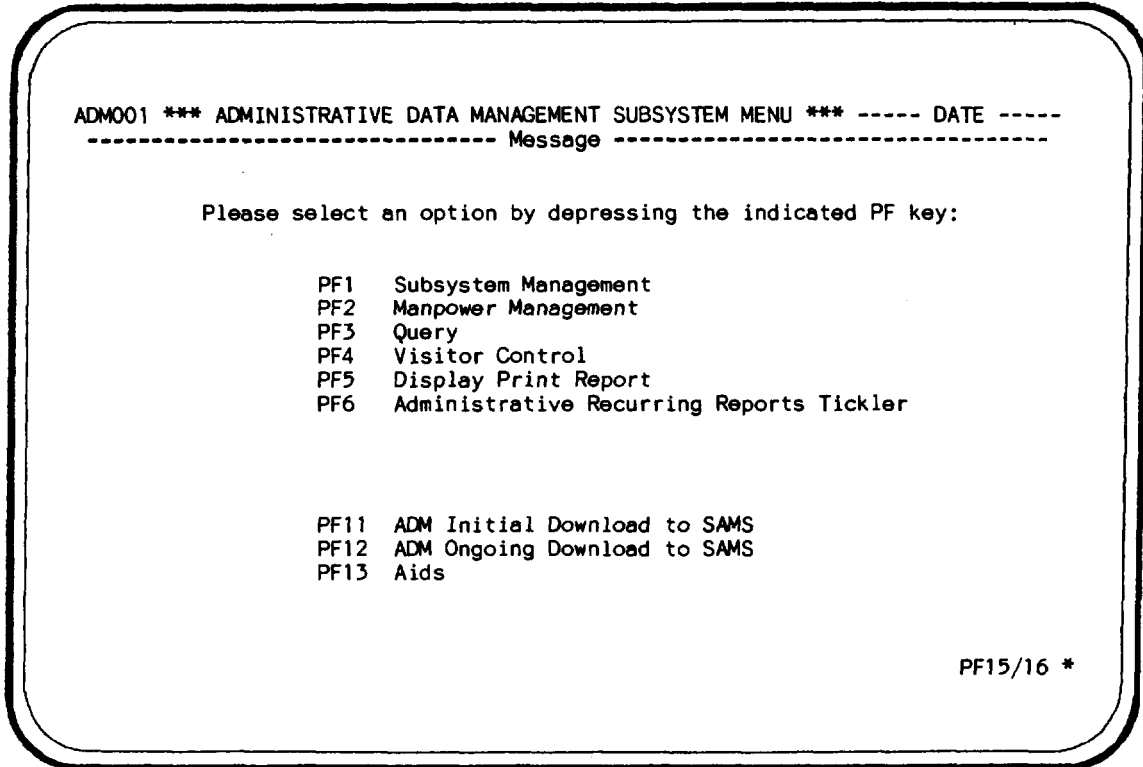 ADM001 *** ADMINISTRATIVE DATA MANAGEMENT SUBSYSTEM MENU *** ----- DATE -----
-------------------------------- Message ----------------------------------
Please select an option by depressing the indicated PF key:
PF1 Subsystem Management
PF2 Manpower Management
PF3 Query
PF4 Visitor Control
PF5 Display Print Report
PF6 Administrative Recurring Reports Tickler
PF11 ADM Initial Download to SAMS
PF12 ADM Ongoing Download to SAMS
PF13 Aids
PF15/16 *